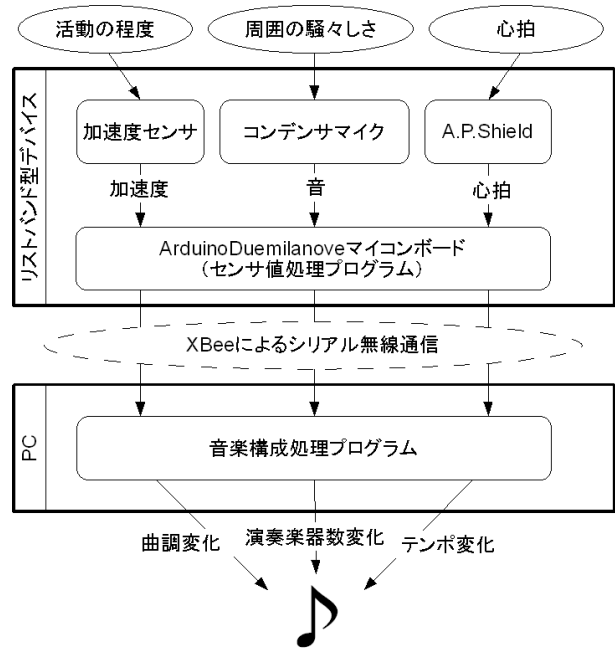 活動の程度
周囲の騒々しさ
心拍
リストバンド型デバイス
加速度センサ
コンデンサマイク
A.P.Shield
加速度
音
心拍
ArduinoDuemilanoveマイコンボード
（センサ値処理プログラム）
XBeeによるシリアル無線通信
PC
音楽構成処理プログラム
曲調変化
演奏楽器数変化
テンポ変化